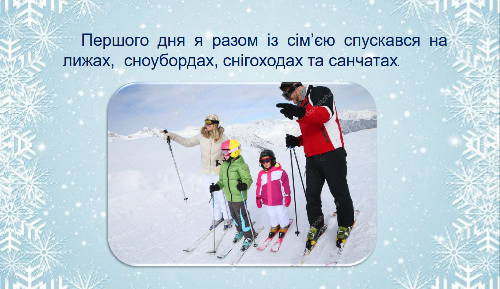 Першого дня я разом із сім’єю спускався на
лижах, сноубордах, снігоходах та санчатах.